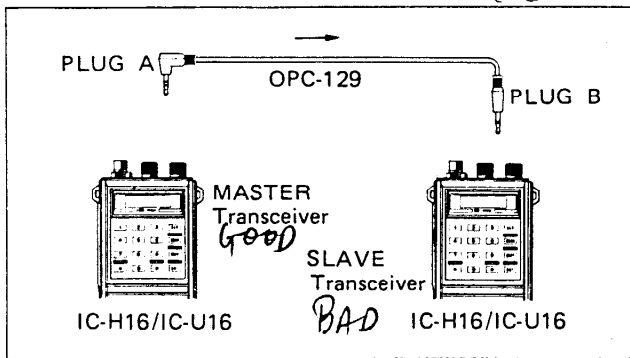 PLUG A
OPC-129
PLUG B
MASTER
Transceiver
GOOD
SLAVE
Transceiver
BAD
IC-H16/IC-U16
IC-H16/IC-U16